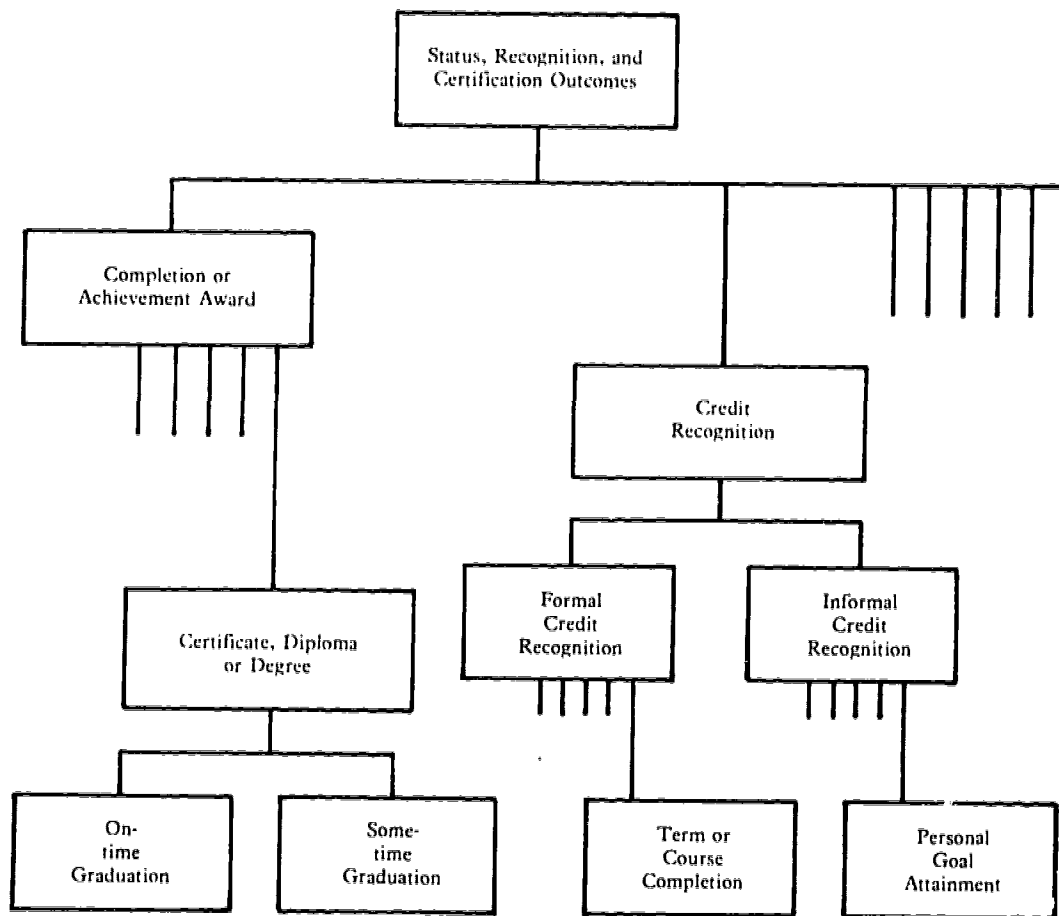 Status, Recognition, and
Certification Outcomes
Completion or
Achievement Award
Credit
Recognition
Formal
Credit
Recognition
Informal
Credit
Recognition
Certificate, Diploma
or Degree
On-
time
Graduation
Some-
time
Graduation
Term or
Course
Completion
Personal
Goal
Attainment